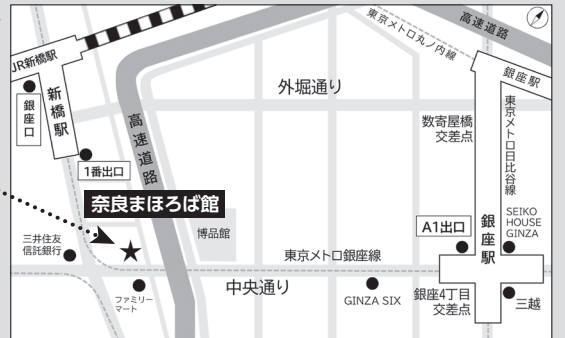 東京メトロ丸ノ内線
高速道路
JR新橋駅
銀座駅
銀座口
新橋駅
外堀通り
高速道路
数寄屋橋
交差点
東京メトロ日比谷線
1番出口
奈良まほろば館
三井住友
信託銀行
博品館
A1出口
銀座駅
SEIKO
HOUSE
GINZA
東京メトロ銀座線
ファミリー
マート
中央通り
GINZA SIX
銀座4丁目
交差点
三越